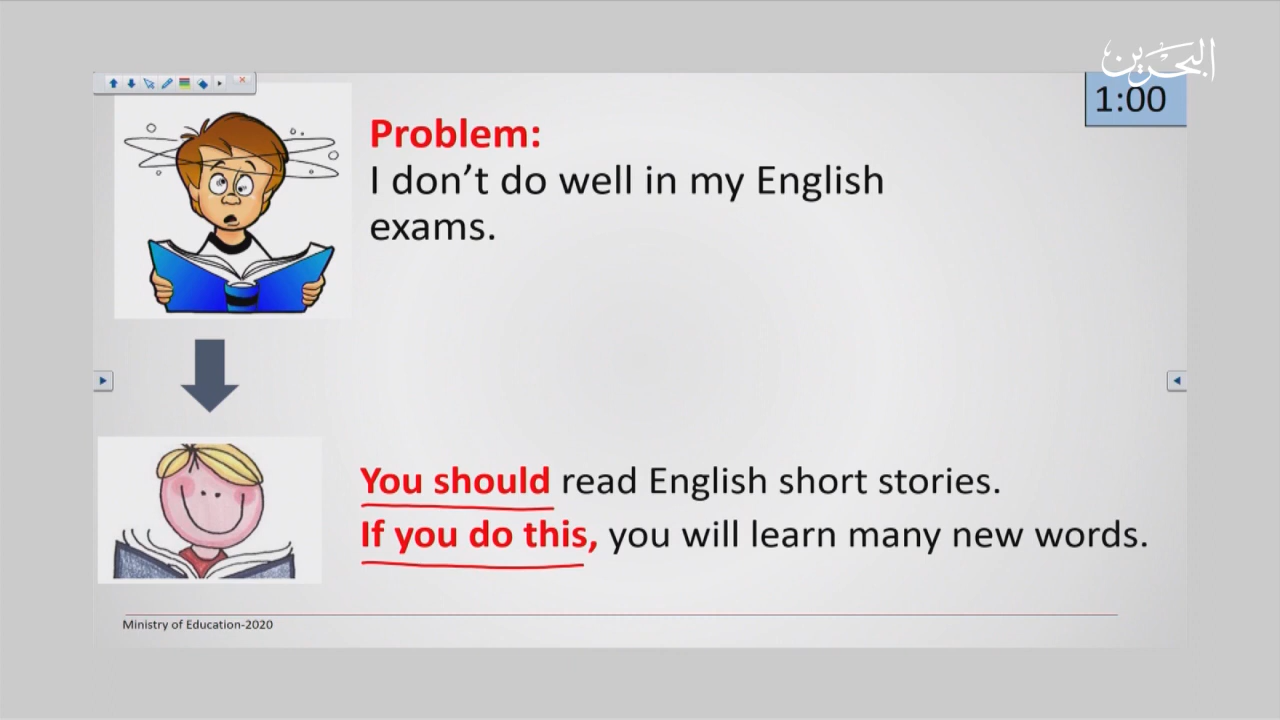 البحرين
1:00
Problem:
I don't do well in my English
exams.
You should read English short stories.
If you do this, you will learn many new words.
Ministry of Education-2020